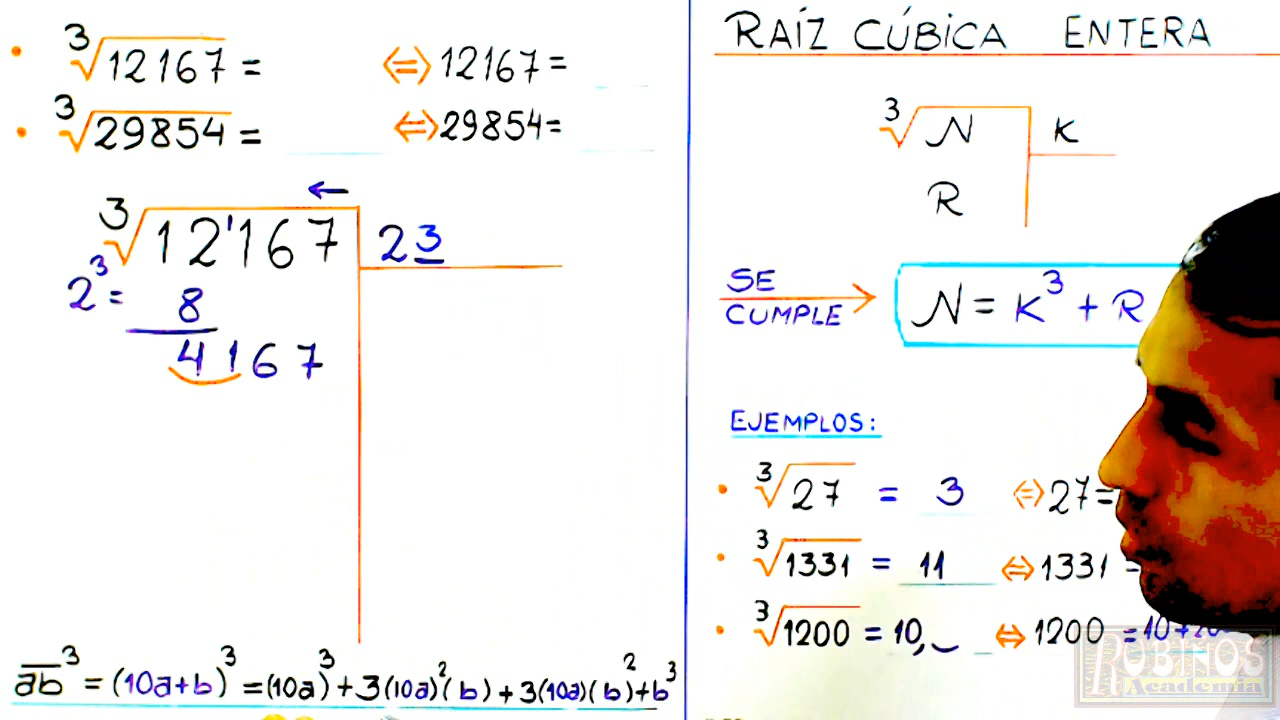 • ∛12167 = ⇔ 12167 =
• ∛29854 = ⇔ 29854 =
←
∛12'167 23
2³ = 8
4167
ab³ = (10a+b)³ = (10a)³ + 3(10a)²(b) + 3(10a)(b)² + b³
RAÍZ CÚBICA ENTERA
∛N K
R
SE CUMPLE → N = K³ + R
EJEMPLOS:
• ∛27 = 3 ⇔ 27 =
• ∛1331 = 11 ⇔ 1331 =
• ∛1200 = 10, ⇔ 1200 = 10
ROBINOS
Academia